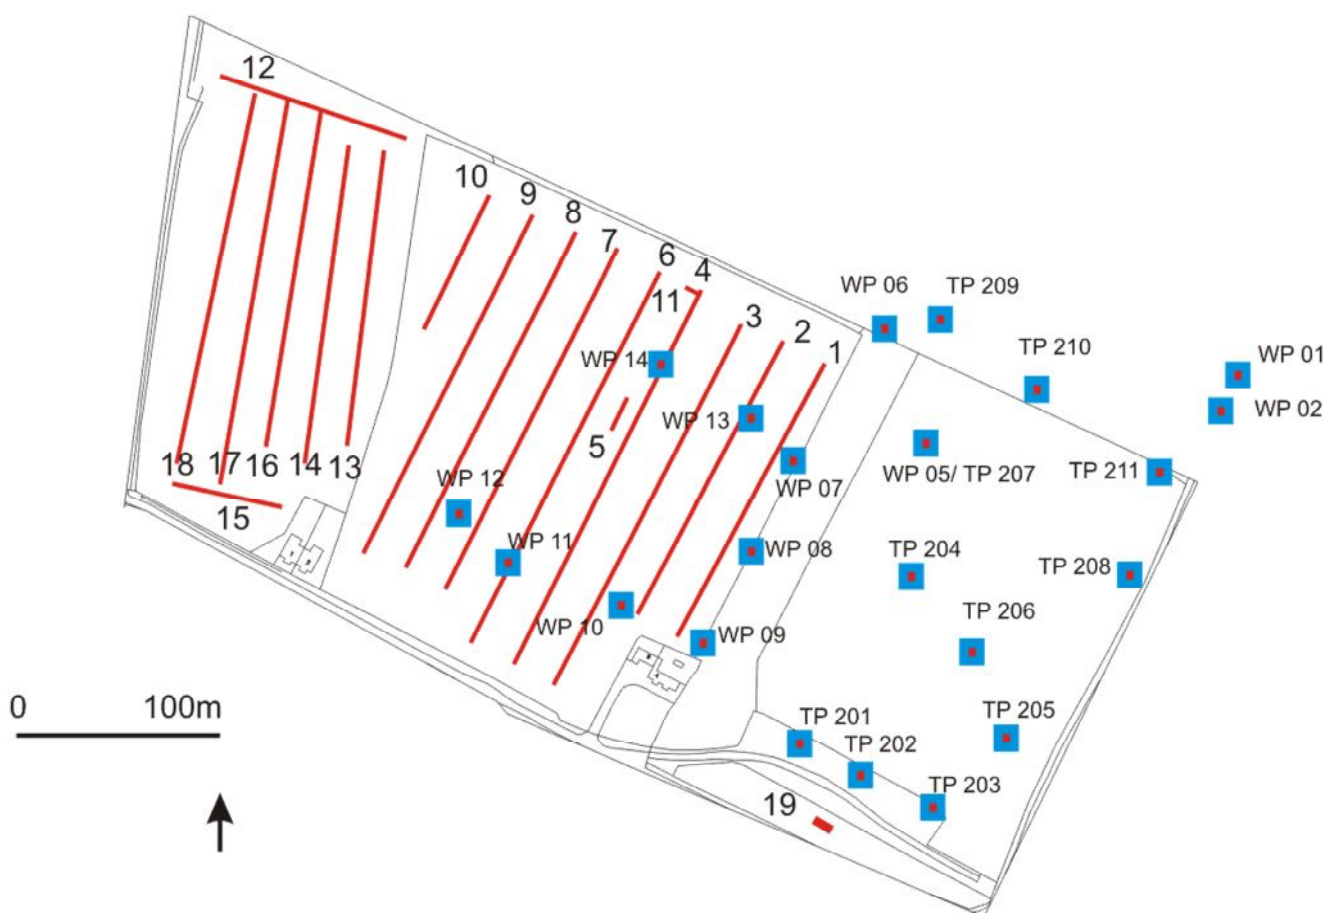 12
10
9
8
7
6
4
11
3
2
1
WP 06
TP 209
TP 210
WP 01
WP 02
WP 14
WP 13
5
WP 07
WP 05/ TP 207
TP 211
18
17
16
14
13
15
WP 12
WP 11
WP 08
TP 204
TP 208
WP 10
WP 09
TP 206
0
100m
TP 201
TP 202
TP 205
TP 203
19